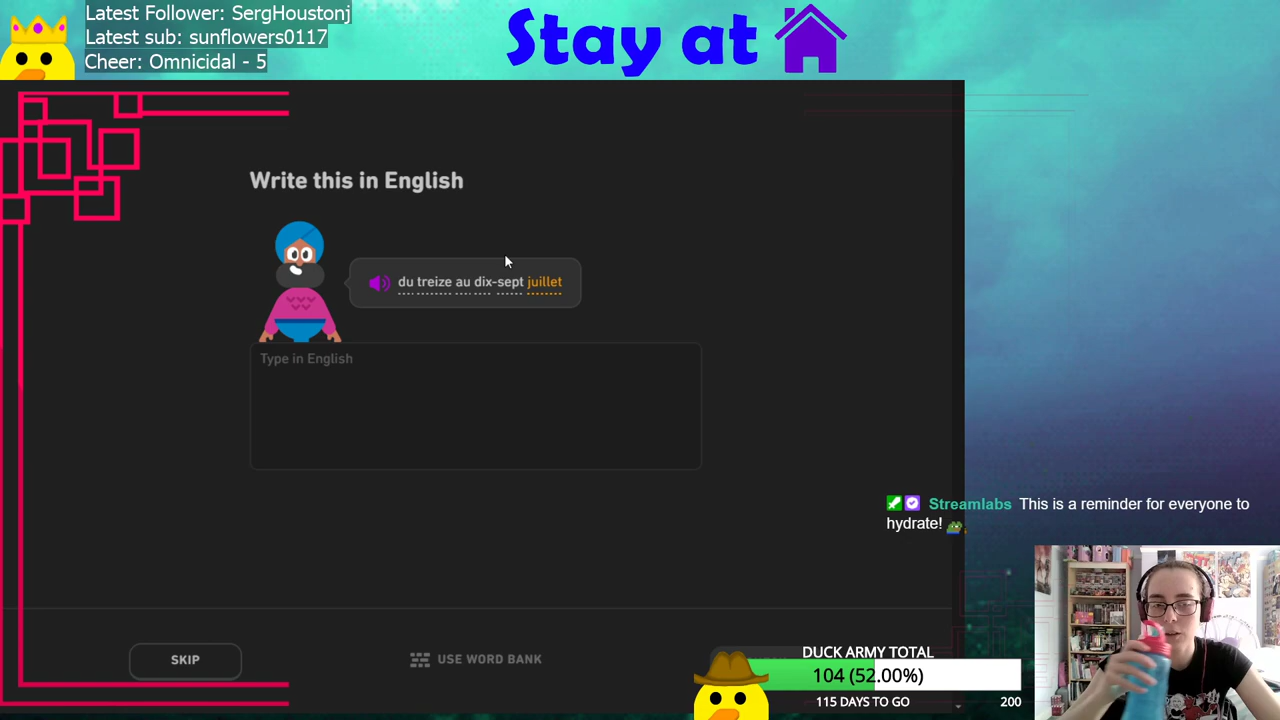 Latest Follower: SergHoustonj
Latest sub: sunflowers0117
Cheer: Omnicidal - 5
Stay at
Write this in English
du treize au dix-sept juillet
Type in English
Streamlabs This is a reminder for everyone to
hydrate!
SKIP
USE WORD BANK
DUCK ARMY TOTAL
104 (52.00%)
115 DAYS TO GO
200